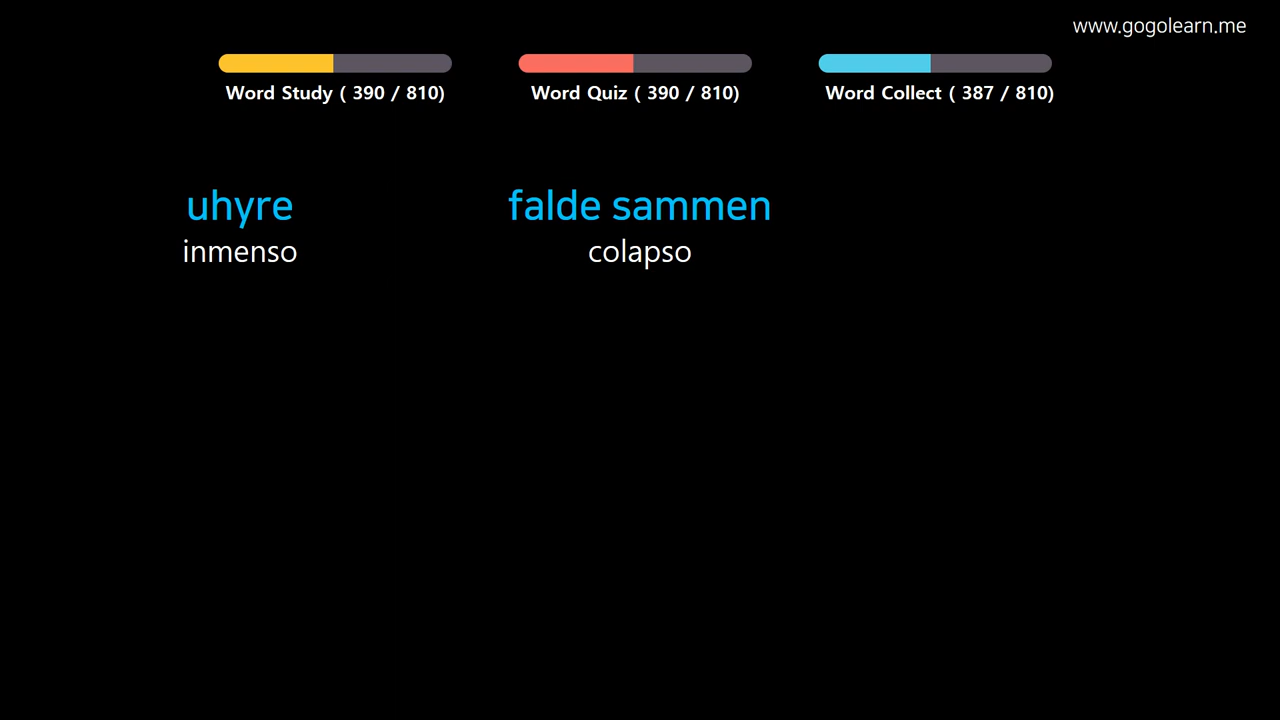 www.gogolearn.me
Word Study ( 390 / 810)
Word Quiz ( 390 / 810)
Word Collect ( 387 / 810)
uhyre
inmenso
falde sammen
colapso